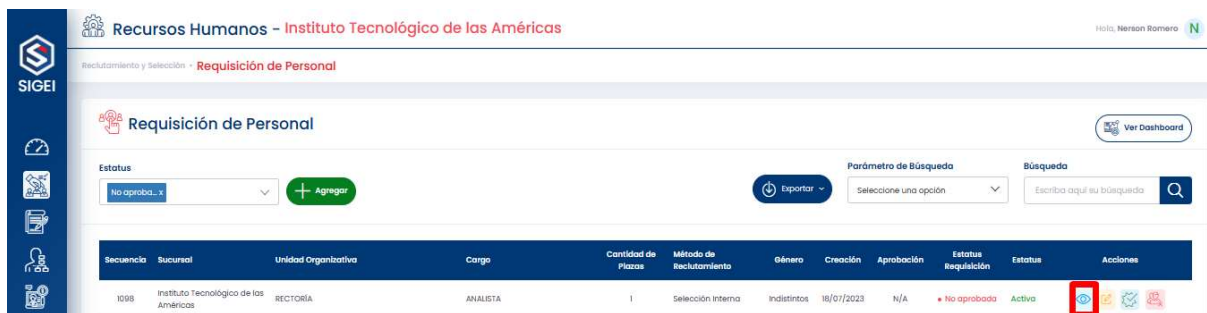 Recursos Humanos - Instituto Tecnológico de las Américas
Hola, Nerson Romero N
SIGEI
Reclutamiento y Selección • Requisición de Personal
Requisición de Personal
Ver Dashboard
Estatus
Parámetro de Búsqueda
Búsqueda
No aproba... x
Agregar
Exportar
Seleccione una opción
Escriba aquí su búsqueda
Secuencia Sucursal Unidad Organizativa Cargo Cantidad de Plazas Método de Reclutamiento Género Creación Aprobación Estatus Requisición Estatus Acciones
1098 Instituto Tecnológico de las Américas RECTORÍA ANALISTA 1 Selección Interna Indistintos 18/07/2023 N/A • No aprobada Activo